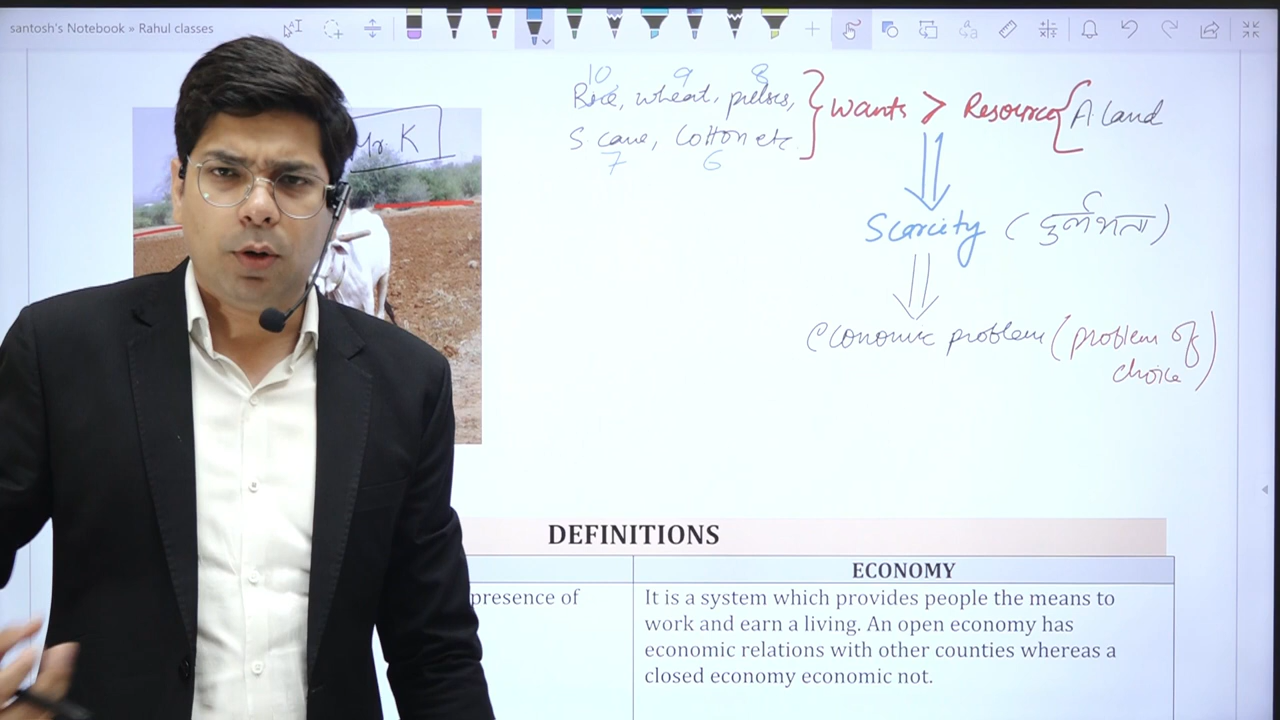 santosh's Notebook » Rahul classes
10 9 8
Rice, wheat, pulses,
S cane, Cotton etc
7 6
Wants > Resource { A Land
Mr. K
Scarcity (दुर्लभता)
Economic problem (problem of
choice)
DEFINITIONS
ECONOMY
presence of
It is a system which provides people the means to
work and earn a living. An open economy has
economic relations with other counties whereas a
closed economy economic not.